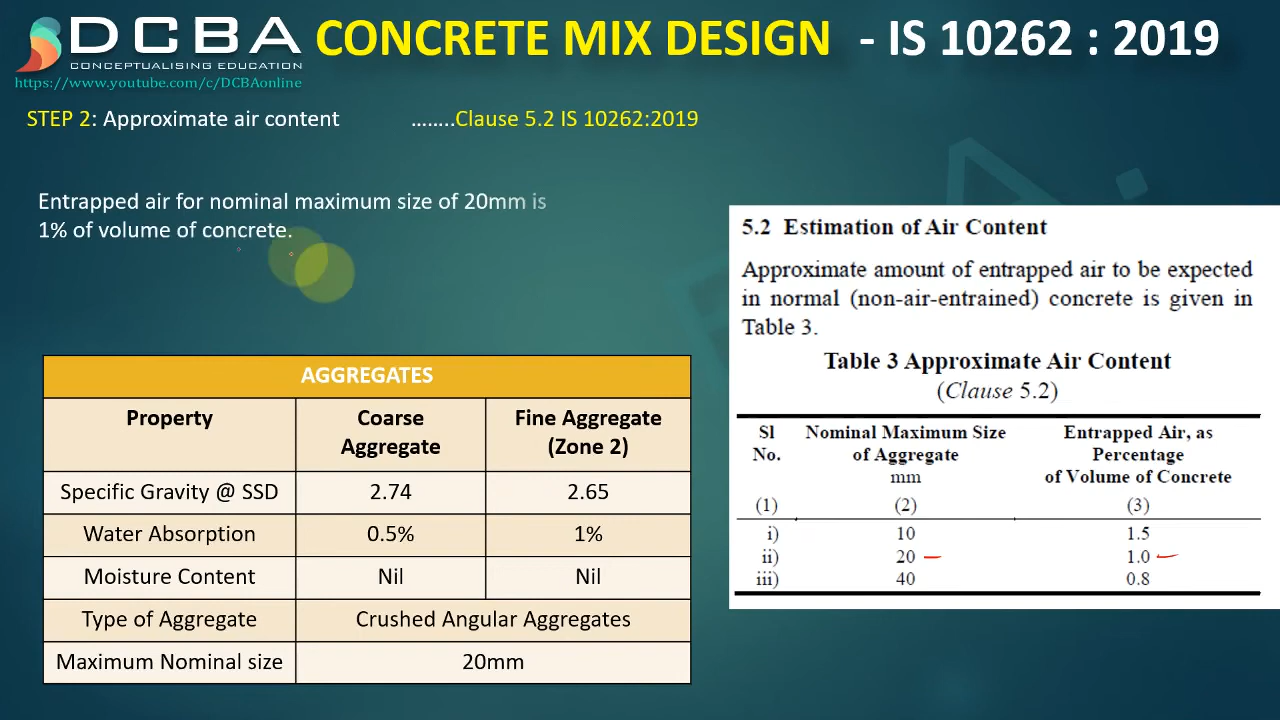 DCBA
CONCEPTUALISING EDUCATION
https://www.youtube.com/c/DCBAonline
CONCRETE MIX DESIGN - IS 10262 : 2019
STEP 2: Approximate air content ........Clause 5.2 IS 10262:2019
Entrapped air for nominal maximum size of 20mm is
1% of volume of concrete.
AGGREGATES
Property Coarse Aggregate Fine Aggregate (Zone 2)
Specific Gravity @ SSD 2.74 2.65
Water Absorption 0.5% 1%
Moisture Content Nil Nil
Type of Aggregate Crushed Angular Aggregates
Maximum Nominal size 20mm
5.2 Estimation of Air Content
Approximate amount of entrapped air to be expected
in normal (non-air-entrained) concrete is given in
Table 3.
Table 3 Approximate Air Content
(Clause 5.2)
Sl No. Nominal Maximum Size of Aggregate mm Entrapped Air, as Percentage of Volume of Concrete
(1) (2) (3)
i) 10 1.5
ii) 20 1.0
iii) 40 0.8